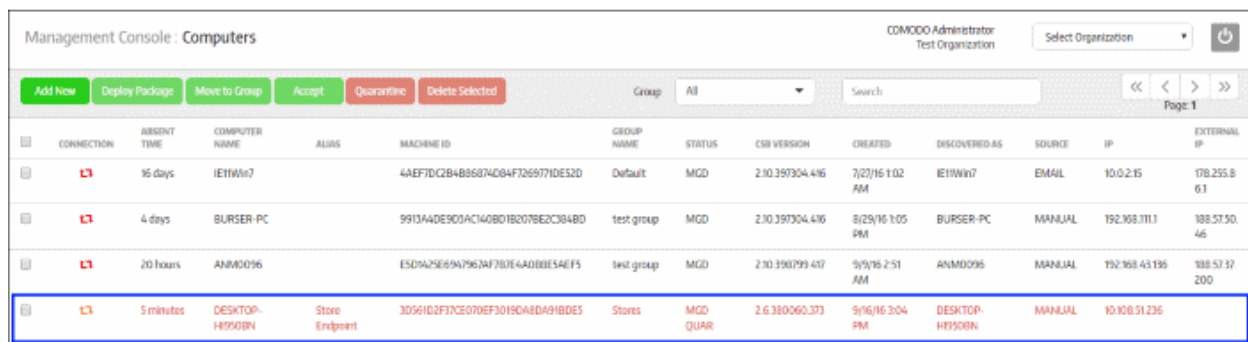 Management Console : Computers
COMODO Administrator
Test Organization
Select Organization
Add New Deploy Package Move to Group Accept Quarantine Delete Selected Group All Search
Page: 1
CONNECTION ABSENT TIME COMPUTER NAME ALIAS MACHINE ID GROUP NAME STATUS CSB VERSION CREATED DISCOVERED AS SOURCE IP EXTERNAL IP
16 days IE11Win7 Default MGD 2.10.397304.416 7/27/16 1:02 AM IE11Win7 EMAIL 10.0.2.15 178.255.86.1
4 days BURSER-PC test group MGD 2.10.397304.416 8/29/16 1:05 PM BURSER-PC MANUAL 192.168.111.1 188.57.50.46
20 hours ANM0096 test group MGD 2.10.398799.417 9/9/16 2:51 AM ANM0096 MANUAL 192.168.43.136 188.57.37.200
5 minutes DESKTOP-HI950BN Store Endpoint Stores MGD QUAR 2.6.380060.373 9/16/16 3:04 PM DESKTOP-HI950BN MANUAL 10.108.51.236